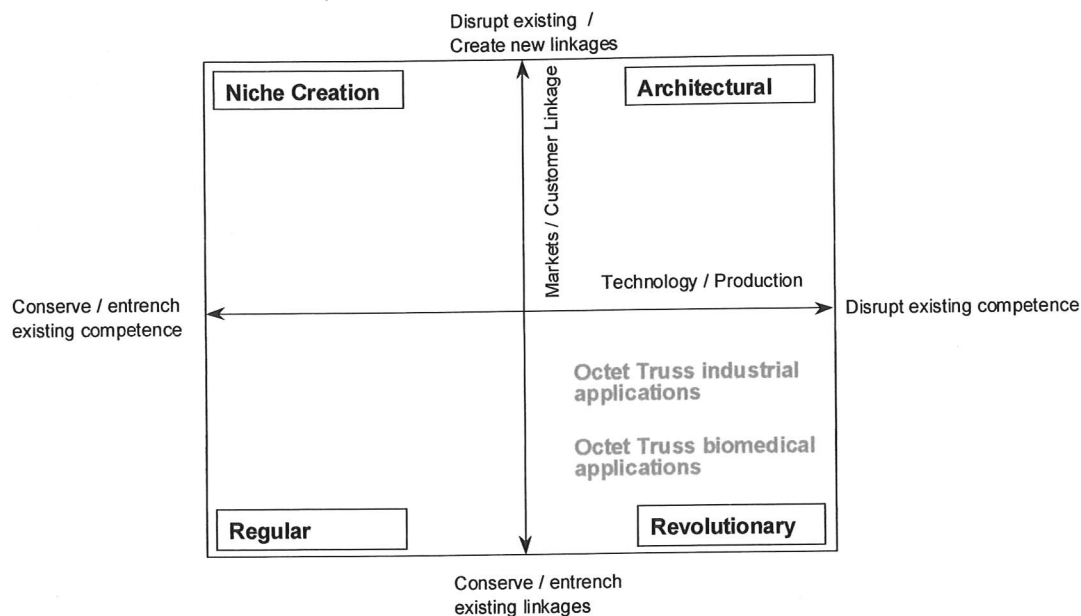 Disrupt existing /
Create new linkages
Niche Creation
Architectural
Markets / Customer Linkage
Technology / Production
Conserve / entrench
existing competence
Disrupt existing competence
Octet Truss industrial
applications
Octet Truss biomedical
applications
Regular
Revolutionary
Conserve / entrench
existing linkages